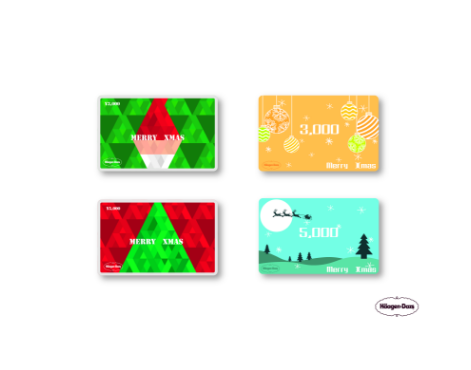 MERRY XMAS
3,000
Merry Xmas
MERRY XMAS
5,000
Merry Xmas
Häagen-Dazs